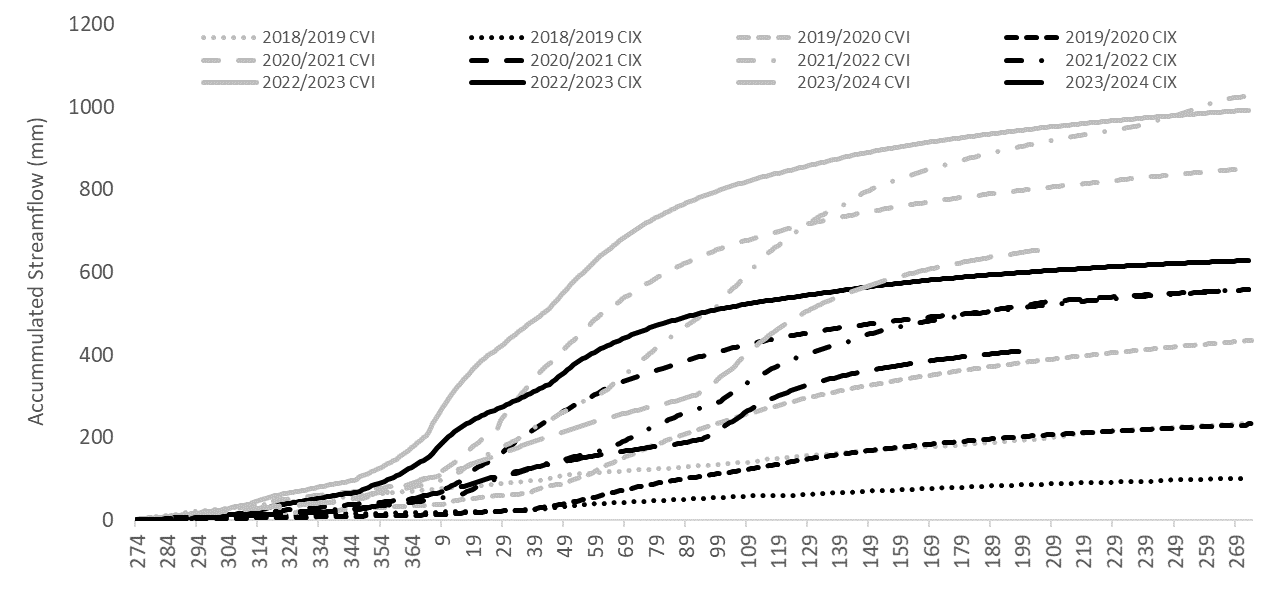 1200
2018/2019 CVI 2018/2019 CIX 2019/2020 CVI 2019/2020 CIX
2020/2021 CVI 2020/2021 CIX 2021/2022 CVI 2021/2022 CIX
2022/2023 CVI 2022/2023 CIX 2023/2024 CVI 2023/2024 CIX
1000
800
600
400
200
0
Accummulated Streamflow (mm)
274 284 294 304 314 324 334 344 354 364 9 19 29 39 49 59 69 79 89 99 109 119 129 139 149 159 169 179 189 199 209 219 229 239 249 259 269